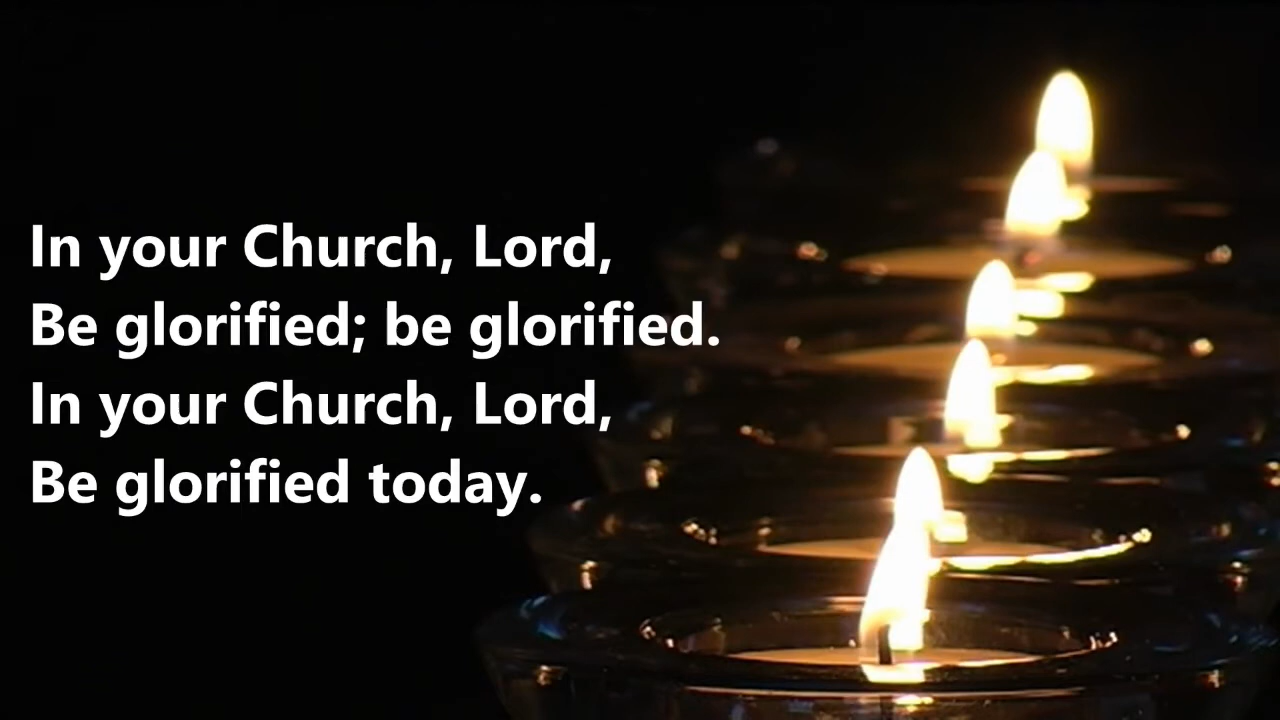 In your Church, Lord,
Be glorified; be glorified.
In your Church, Lord,
Be glorified today.